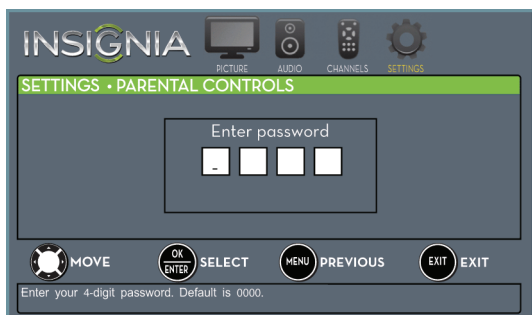 INSIGNIA
PICTURE AUDIO CHANNELS SETTINGS
SETTINGS • PARENTAL CONTROLS
Enter password
-
MOVE OK ENTER SELECT MENU PREVIOUS EXIT EXIT
Enter your 4-digit password. Default is 0000.